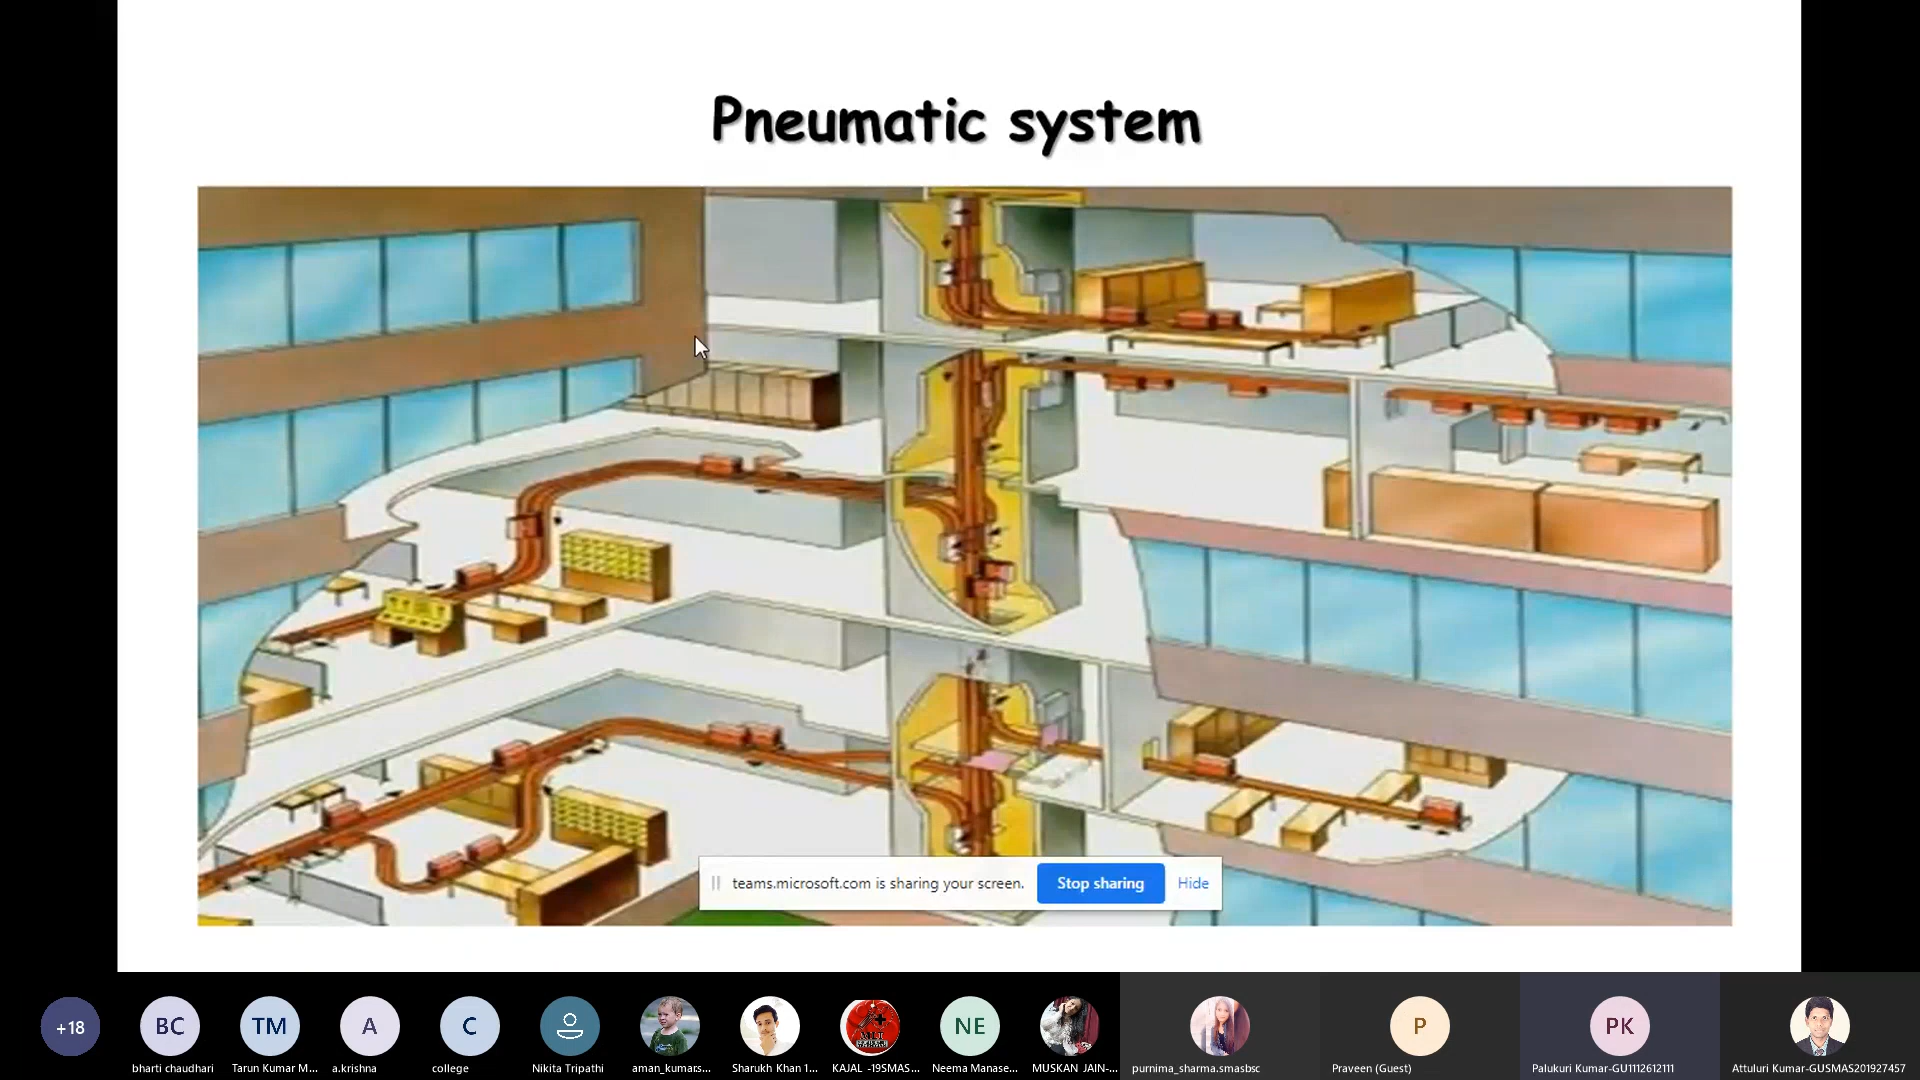 Pneumatic system
teams.microsoft.com is sharing your screen.
Stop sharing
Hide
+18
BC
TM
A
C
NE
P
PK
bharti chaudhari
Tarun Kumar M...
a.krishna
college
Nikita Tripathi
aman_kumars...
Sharukh Khan 1...
KAJAL -19SMAS...
Neema Manase...
MUSKAN JAIN-...
purnima_sharma.smasbsc
Praveen (Guest)
Palukuri Kumar-GU1112612111
Attuluri Kumar-GUSMAS201927457